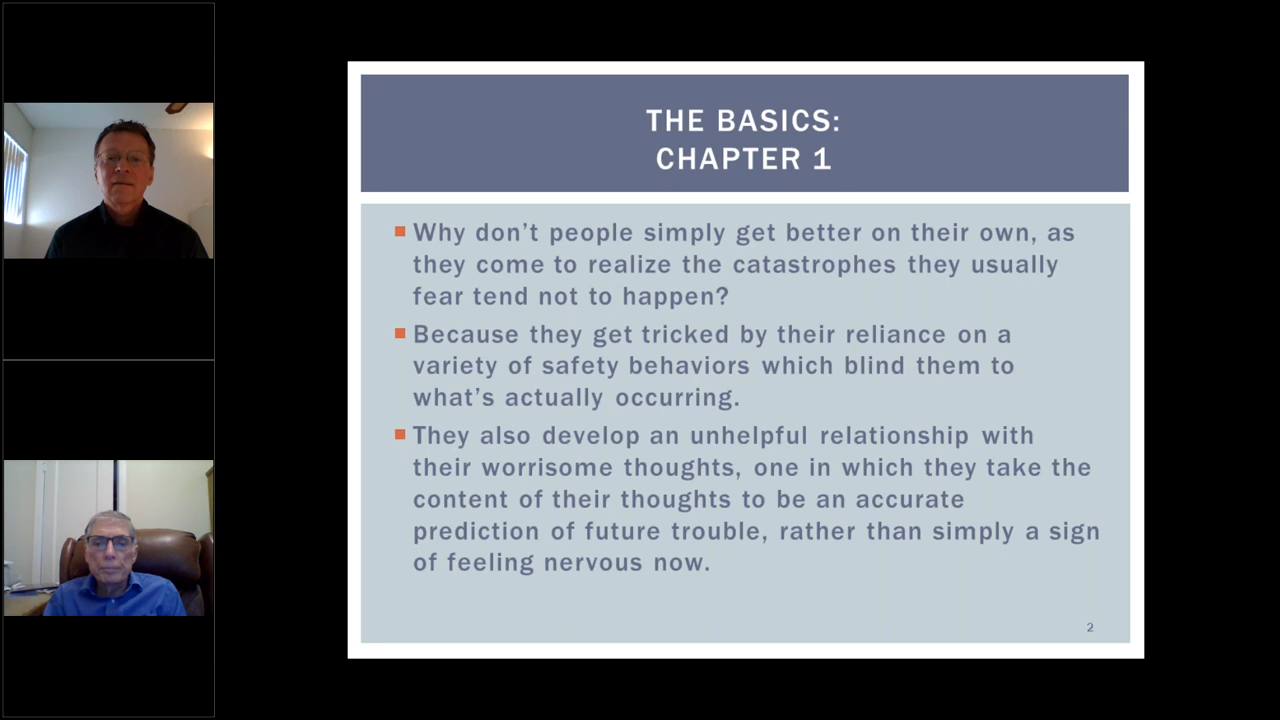 THE BASICS:
CHAPTER 1
Why don’t people simply get better on their own, as
they come to realize the catastrophes they usually
fear tend not to happen?
Because they get tricked by their reliance on a
variety of safety behaviors which blind them to
what’s actually occurring.
They also develop an unhelpful relationship with
their worrisome thoughts, one in which they take the
content of their thoughts to be an accurate
prediction of future trouble, rather than simply a sign
of feeling nervous now.
2